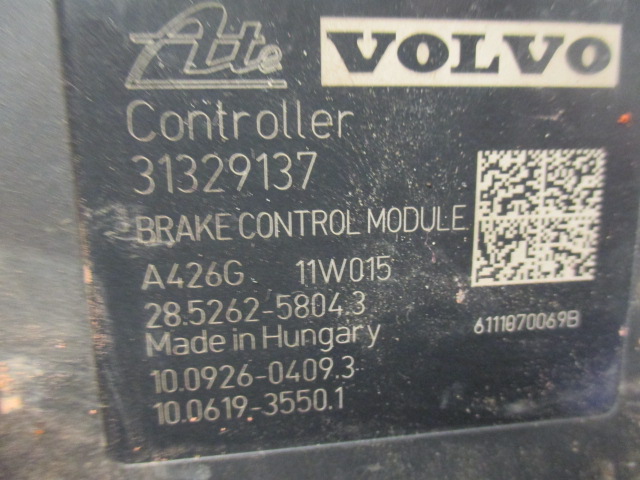 Ate VOLVO
Controller
31329137
BRAKE CONTROL MODULE
A426G 11W015
28.5262-5804.3
Made in Hungary
6111870069B
10.0926-0409.3
10.0619-3550.1